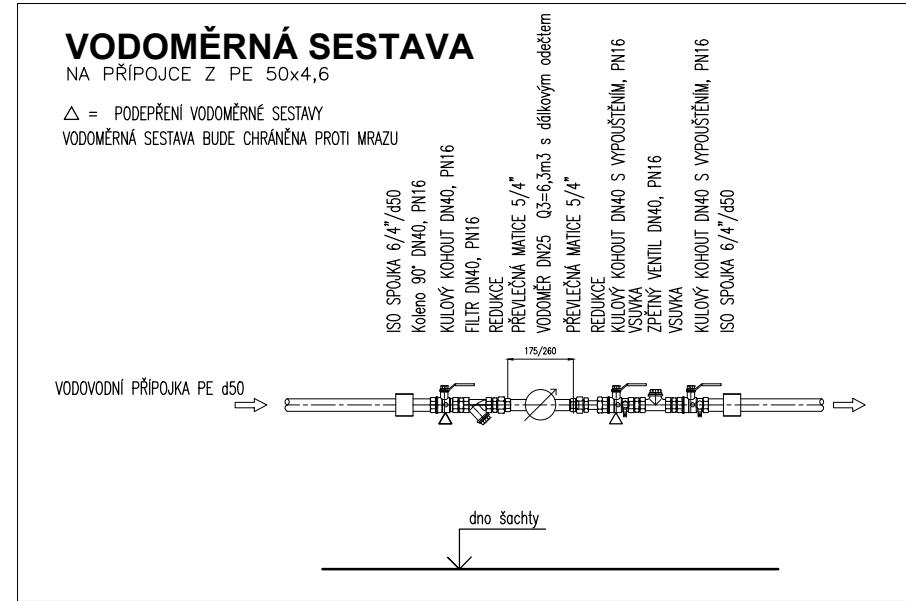 VODOMĚRNÁ SESTAVA
NA PŘÍPOJCE Z PE 50x4,6
△ = PODEPŘENÍ VODOMĚRNÉ SESTAVY
VODOMĚRNÁ SESTAVA BUDE CHRÁNĚNA PROTI MRAZU
ISO SPOJKA 6/4"/d50
Koleno 90° DN40, PN16
KULOVÝ KOHOUT DN40, PN16
FILTR DN40, PN16
REDUKCE
PŘEVLEČNÁ MATICE 5/4"
VODOMĚR DN25 Q3=6,3m3 s dálkovým odečtem
PŘEVLEČNÁ MATICE 5/4"
REDUKCE
KULOVÝ KOHOUT DN40 S VYPOUŠTĚNÍM, PN16
VSUVKA
ZPĚTNÝ VENTIL DN40, PN16
VSUVKA
KULOVÝ KOHOUT DN40 S VYPOUŠTĚNÍM, PN16
ISO SPOJKA 6/4"/d50
175/260
VODOVODNÍ PŘÍPOJKA PE d50
dno šachty